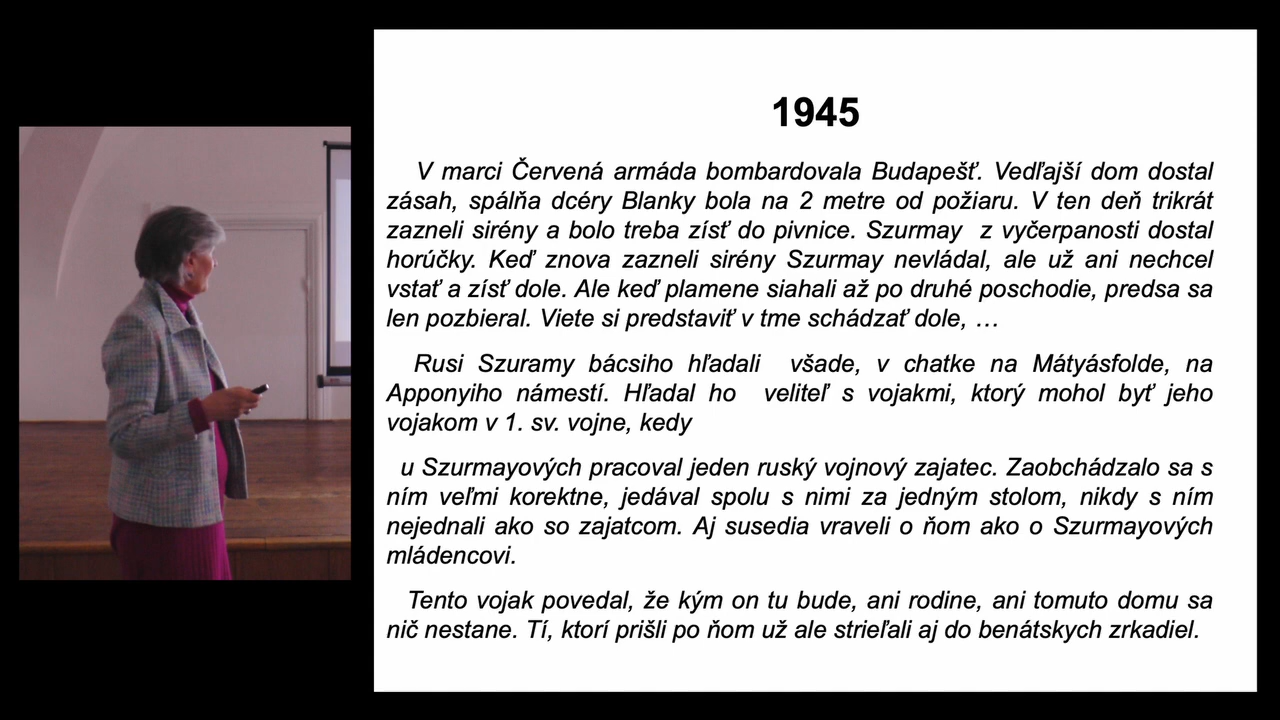 1945
V marci Červená armáda bombardovala Budapešť. Vedľajší dom dostal
zásah, spálňa dcéry Blanky bola na 2 metre od požiaru. V ten deň trikrát
zazneli sirény a bolo treba zísť do pivnice. Szurmay z vyčerpanosti dostal
horúčky. Keď znova zazneli sirény Szurmay nevládal, ale už ani nechcel
vstať a zísť dole. Ale keď plamene siahali až po druhé poschodie, predsa sa
len pozbieral. Viete si predstaviť v tme schádzať dole, …
Rusi Szuramy bácsiho hľadali všade, v chatke na Mátyásfolde, na
Apponyiho námestí. Hľadal ho veliteľ s vojakmi, ktorý mohol byť jeho
vojakom v 1. sv. vojne, kedy
u Szurmayových pracoval jeden ruský vojnový zajatec. Zaobchádzalo sa s
ním veľmi korektne, jedával spolu s nimi za jedným stolom, nikdy s ním
nejednali ako so zajatcom. Aj susedia vraveli o ňom ako o Szurmayových
mládencovi.
Tento vojak povedal, že kým on tu bude, ani rodine, ani tomuto domu sa
nič nestane. Tí, ktorí prišli po ňom už ale strieľali aj do benátskych zrkadiel.